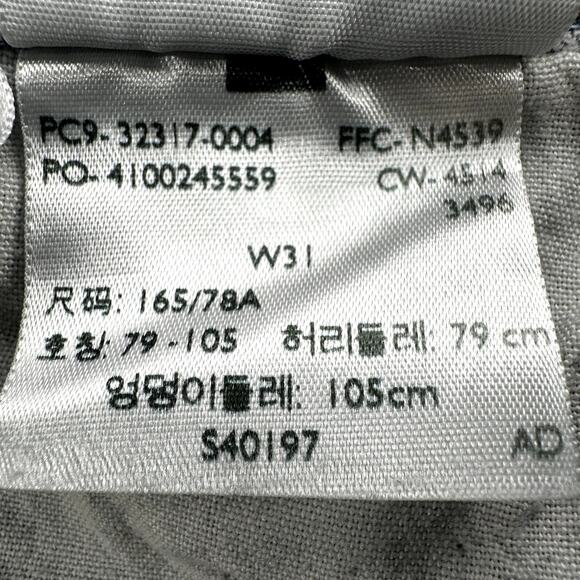 PC9-32317-0004 FFC-N4539
PO-4100245559 CW-4514
3496
W31
尺码: 165/78A
호칭: 79-105 허리둘레: 79 cm
엉덩이둘레: 105cm
S40197 AD